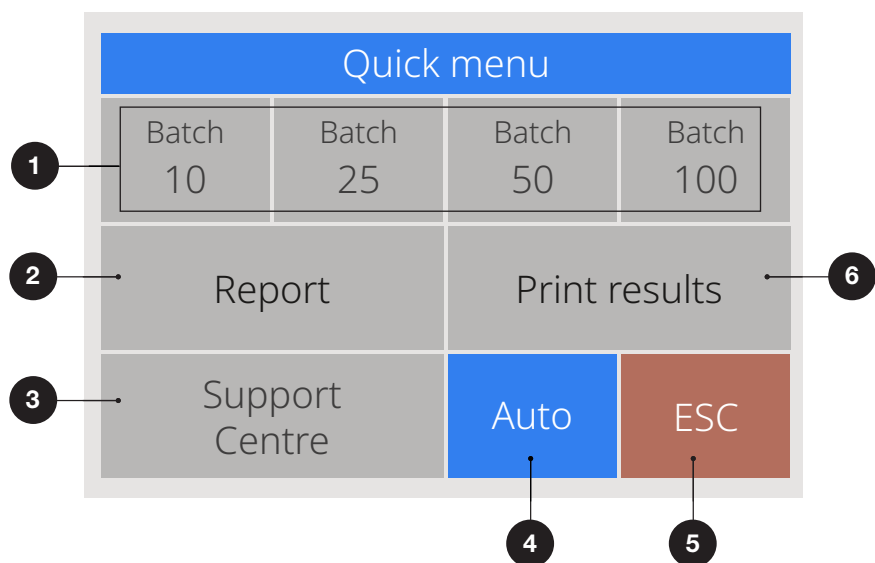 Quick menu
Batch Batch Batch Batch
1
10 25 50 100
2
Report Print results
6
3
Support
Centre
Auto ESC
4 5